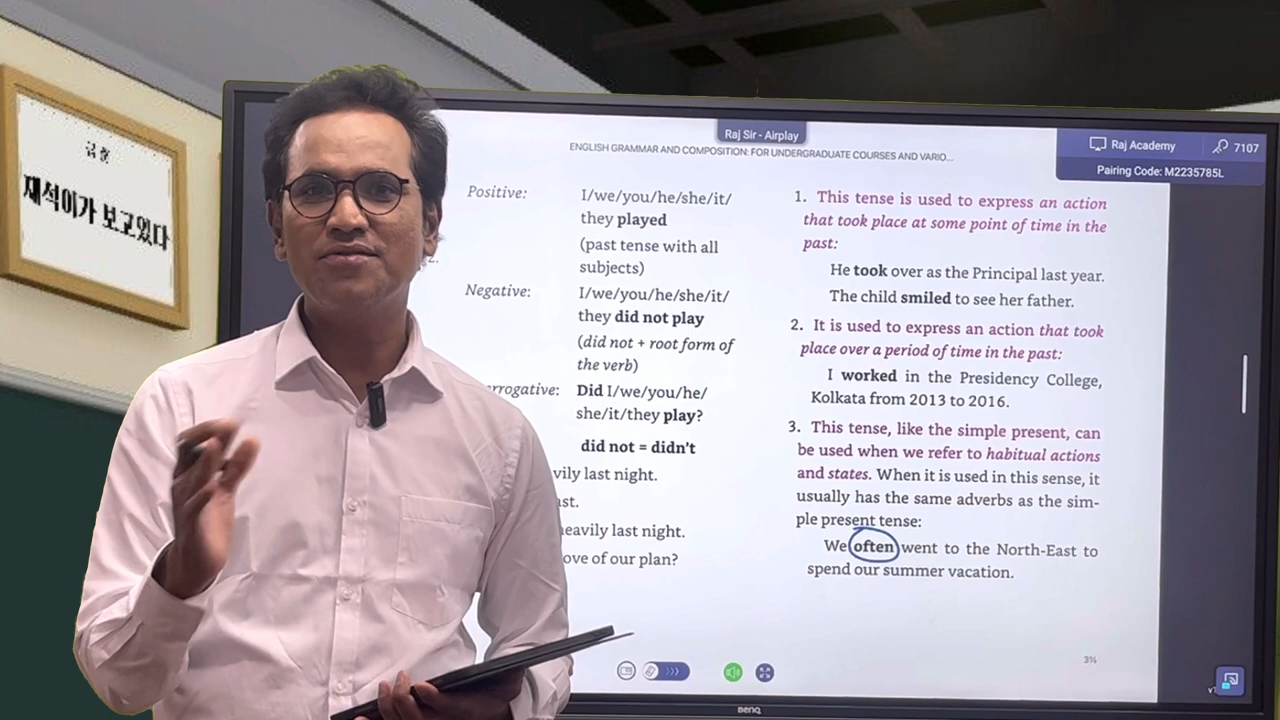 급훈
재석이가 보고있다
Raj Sir - Airplay
Raj Academy
7107
Pairing Code: M2235785L
ENGLISH GRAMMAR AND COMPOSITION: FOR UNDERGRADUATE COURSES AND VARIO...
Positive:
I/we/you/he/she/it/
they played
(past tense with all
subjects)
Negative:
I/we/you/he/she/it/
they did not play
(did not + root form of
the verb)
rrogative:
Did I/we/you/he/
she/it/they play?
did not = didn't
vily last night.
st.
heavily last night.
ove of our plan?
1. This tense is used to express an action
that took place at some point of time in the
past:
He took over as the Principal last year.
The child smiled to see her father.
2. It is used to express an action that took
place over a period of time in the past:
I worked in the Presidency College,
Kolkata from 2013 to 2016.
3. This tense, like the simple present, can
be used when we refer to habitual actions
and states. When it is used in this sense, it
usually has the same adverbs as the sim-
ple present tense:
We often went to the North-East to
spend our summer vacation.
3%
BenQ